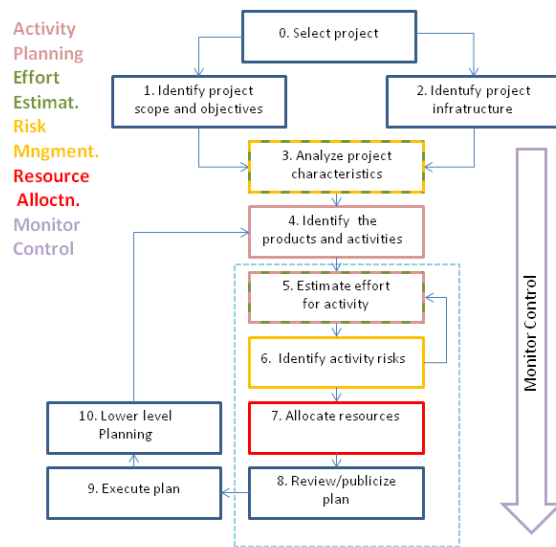 Activity
Planning
Effort
Estimat.
Risk
Mngment.
Resource
Alloctn.
Monitor
Control
0. Select project
1. Identify project
scope and objectives
2. Identufy project
infratructure
3. Analyze project
characteristics
4. Identify the
products and activities
5. Estimate effort
for activity
6. Identify activity risks
7. Allocate resources
8. Review/publicize
plan
9. Execute plan
10. Lower level
Planning
Monitor Control